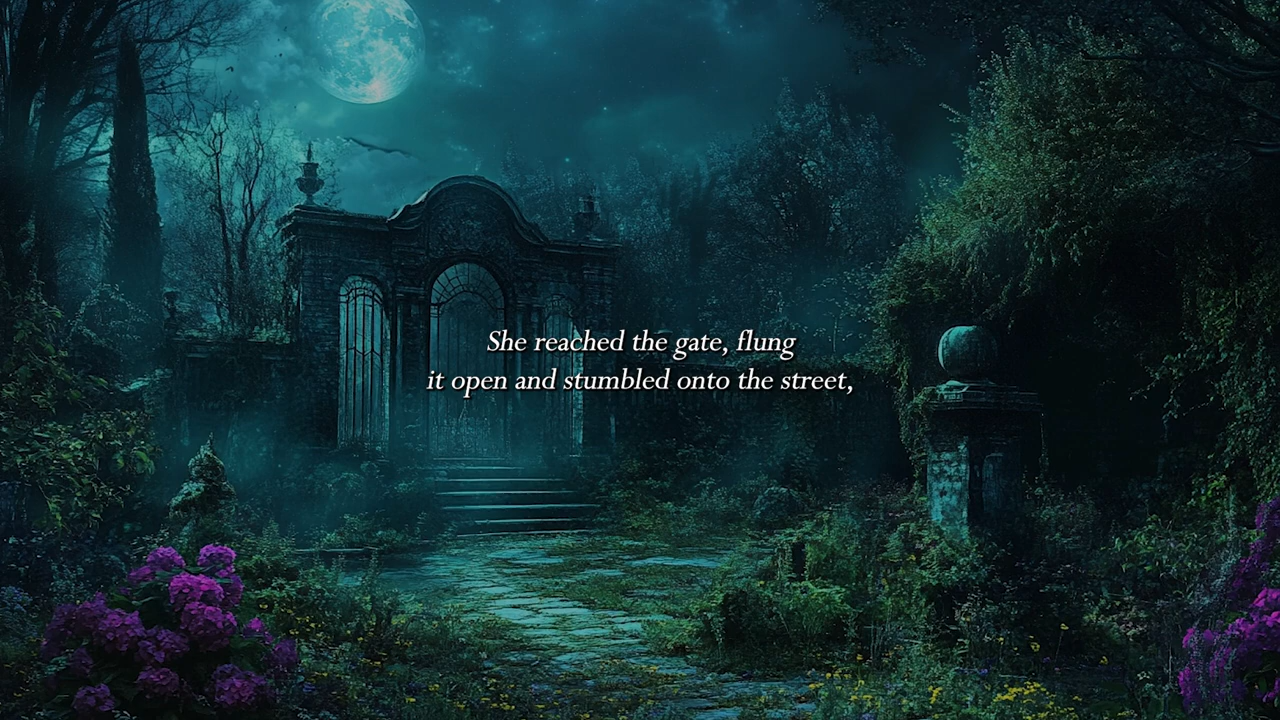 She reached the gate, flung
it open and stumbled onto the street,